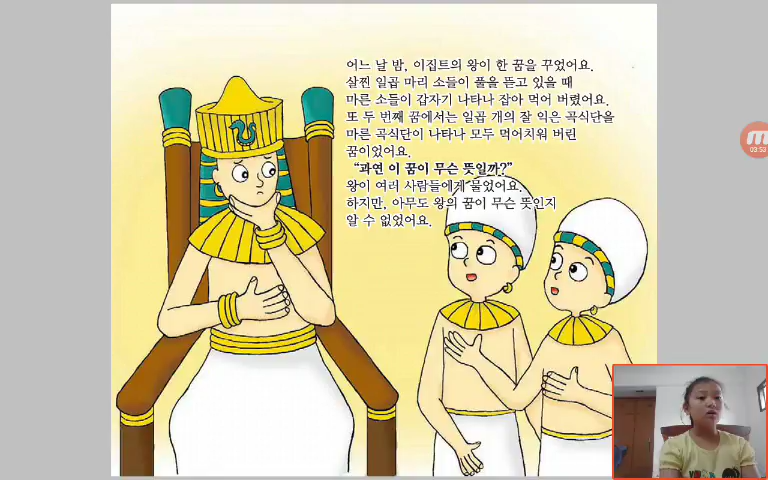 어느 날 밤, 이집트의 왕이 한 꿈을 꾸었어요.
살찐 일곱 마리 소들이 풀을 뜯고 있을 때
마른 소들이 갑자기 나타나 잡아 먹어 버렸어요.
또 두 번째 꿈에서는 일곱 개의 잘 익은 곡식단을
마른 곡식단이 나타나 모두 먹어치워 버린
꿈이었어요.
“과연 이 꿈이 무슨 뜻일까?”
왕이 여러 사람들에게 물었어요.
하지만, 아무도 왕의 꿈이 무슨 뜻인지
알 수 없었어요.
03:53